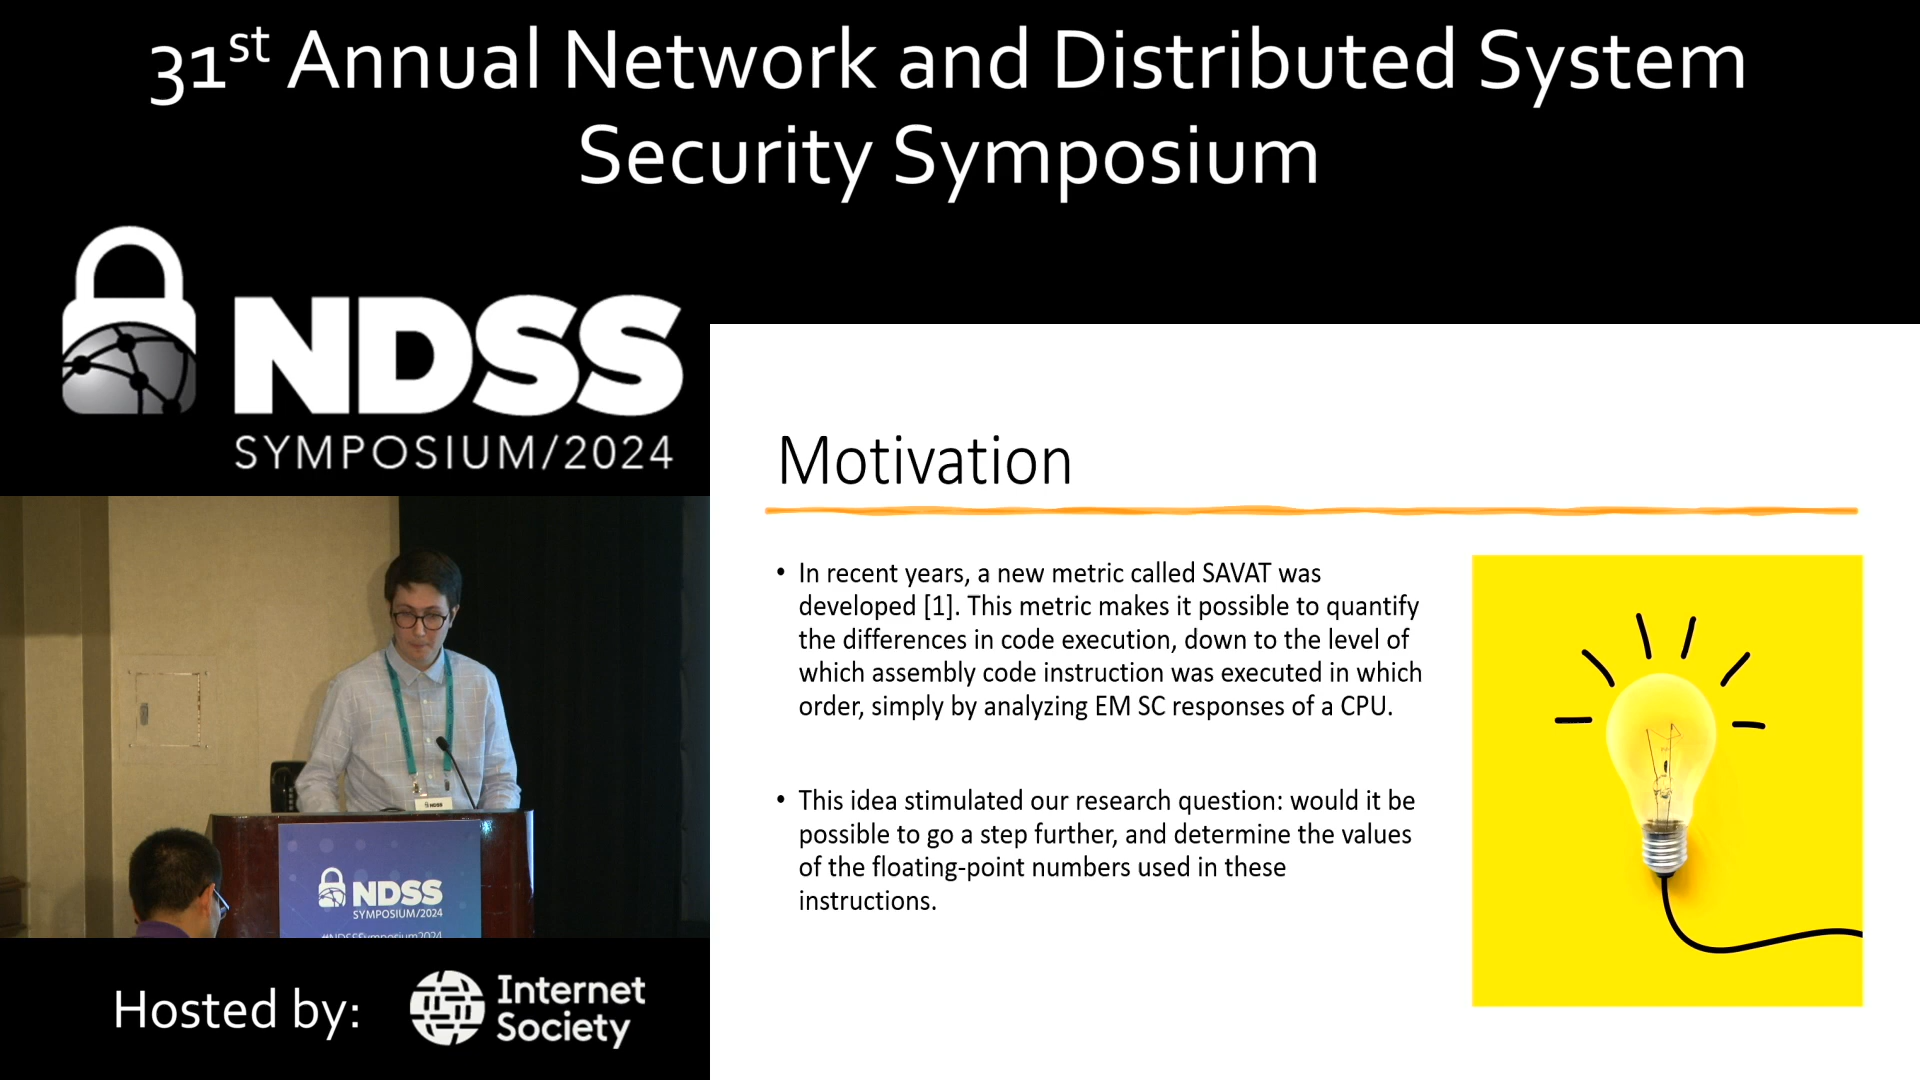 31st Annual Network and Distributed System
Security Symposium
NDSS
SYMPOSIUM/2024
Motivation
• In recent years, a new metric called SAVAT was
developed [1]. This metric makes it possible to quantify
the differences in code execution, down to the level of
which assembly code instruction was executed in which
order, simply by analyzing EM SC responses of a CPU.
• This idea stimulated our research question: would it be
possible to go a step further, and determine the values
of the floating-point numbers used in these
instructions.
NDSS
NDSS
SYMPOSIUM/2024
#NDSSSymposium2024
Hosted by:
Internet
Society